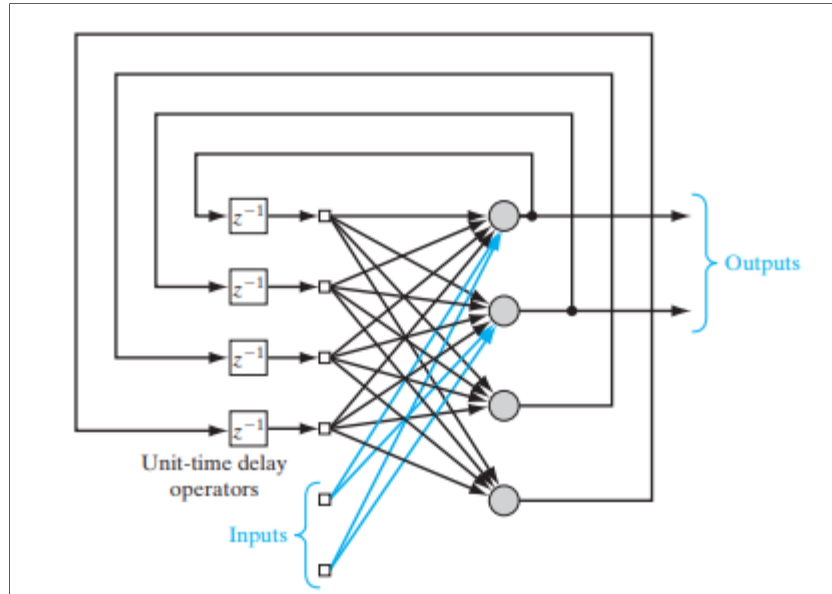 z⁻¹
z⁻¹
z⁻¹
z⁻¹
Outputs
Unit-time delay
operators
Inputs